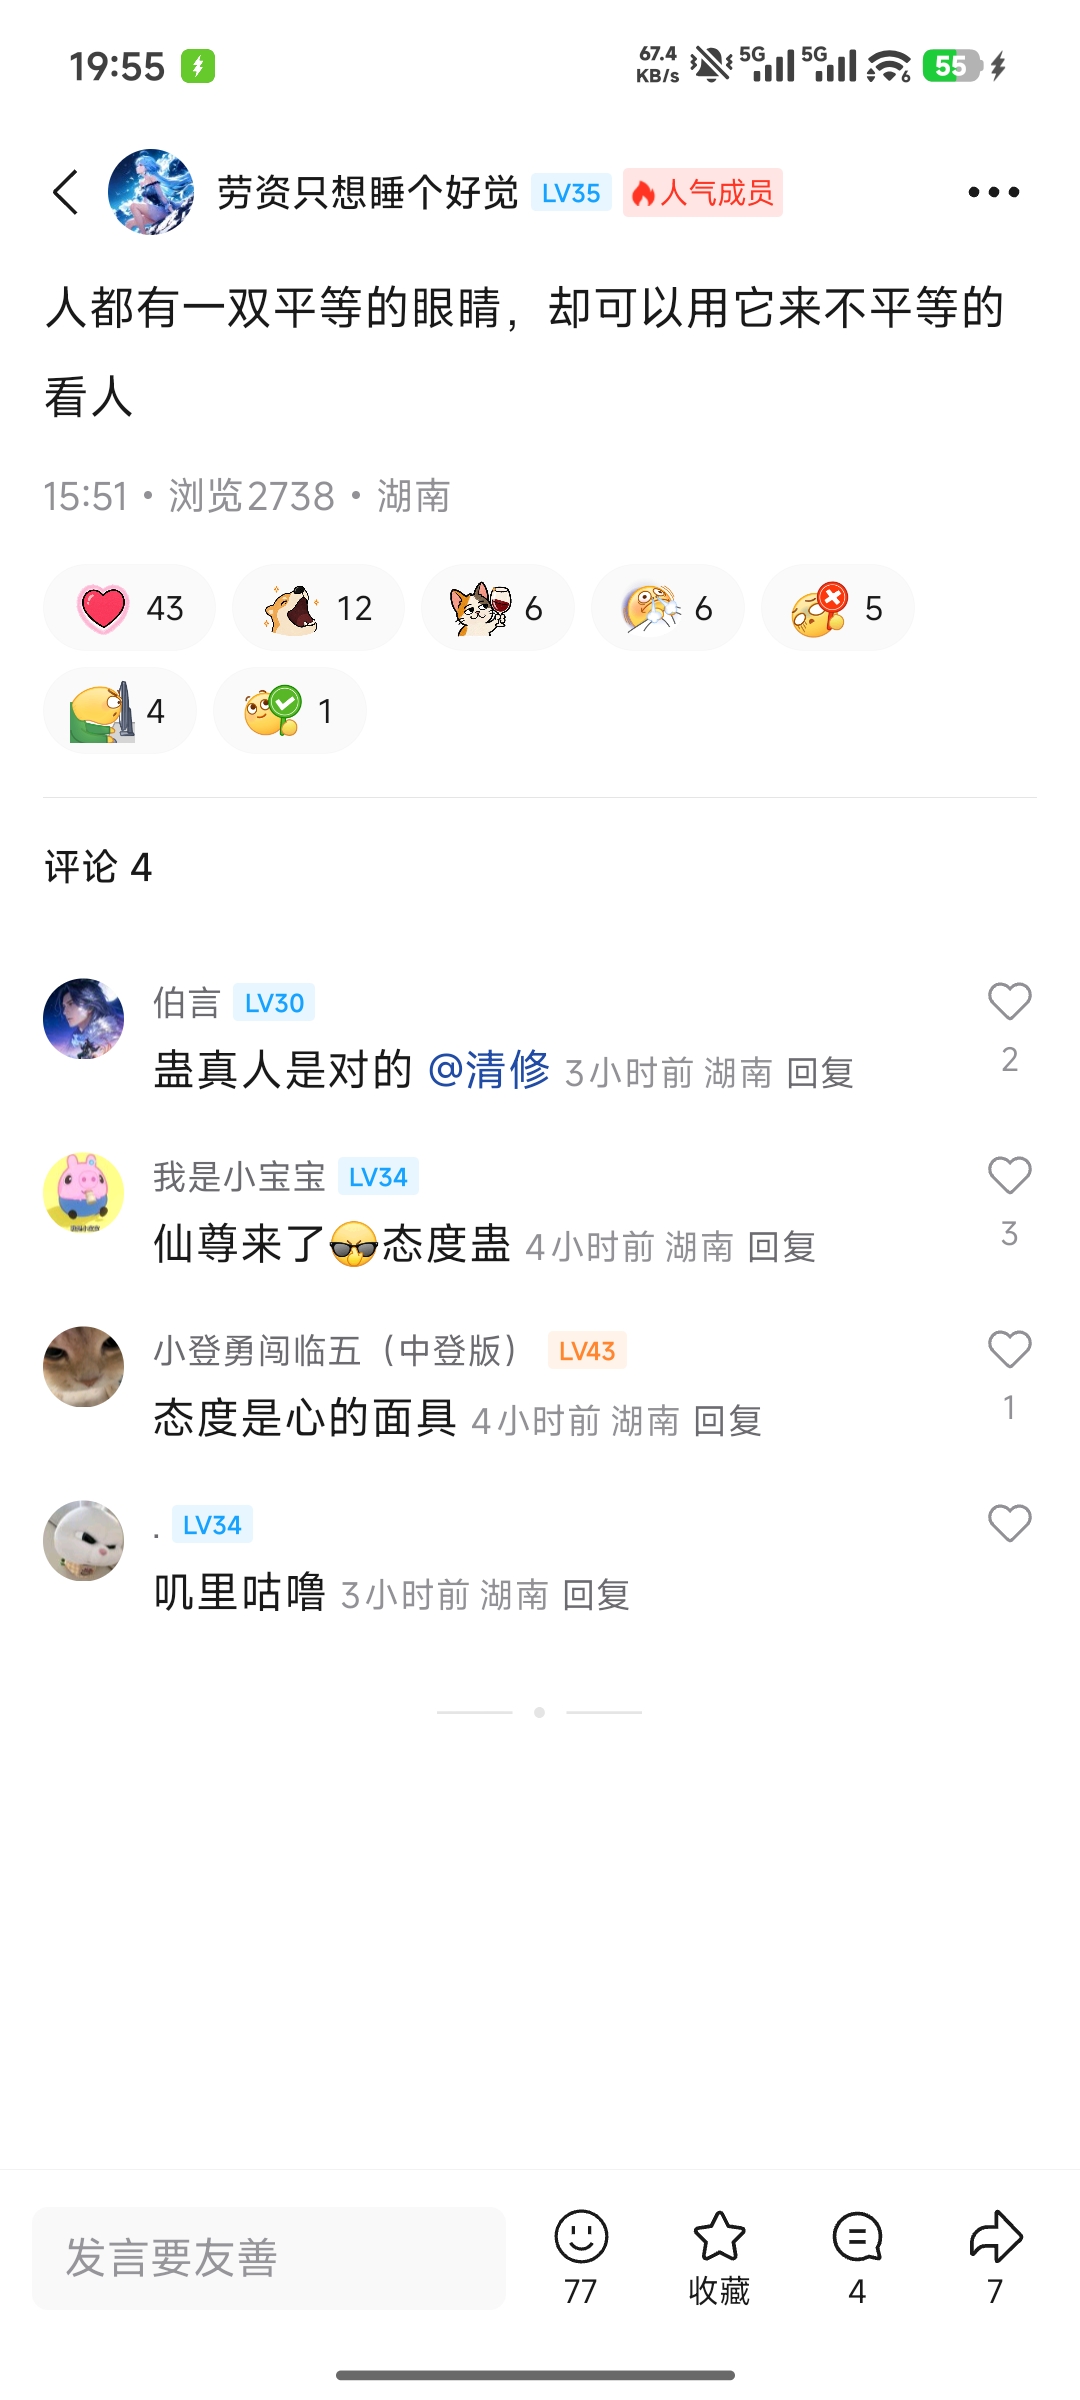 19:55
67.4 KB/s 5G 5G 6 55
劳资只想睡个好觉 LV35 人气成员
人都有一双平等的眼睛，却可以用它来不平等的
看人
15:51 • 浏览2738 • 湖南
43 12 6 6 5
4 1
评论 4
伯言 LV30
蛊真人是对的 @清修 3小时前 湖南 回复
2
我是小宝宝 LV34
仙尊来了😎态度蛊 4小时前 湖南 回复
3
小登勇闯临五（中登版） LV43
态度是心的面具 4小时前 湖南 回复
1
. LV34
叽里咕噜 3小时前 湖南 回复
发言要友善
77 收藏 4 7